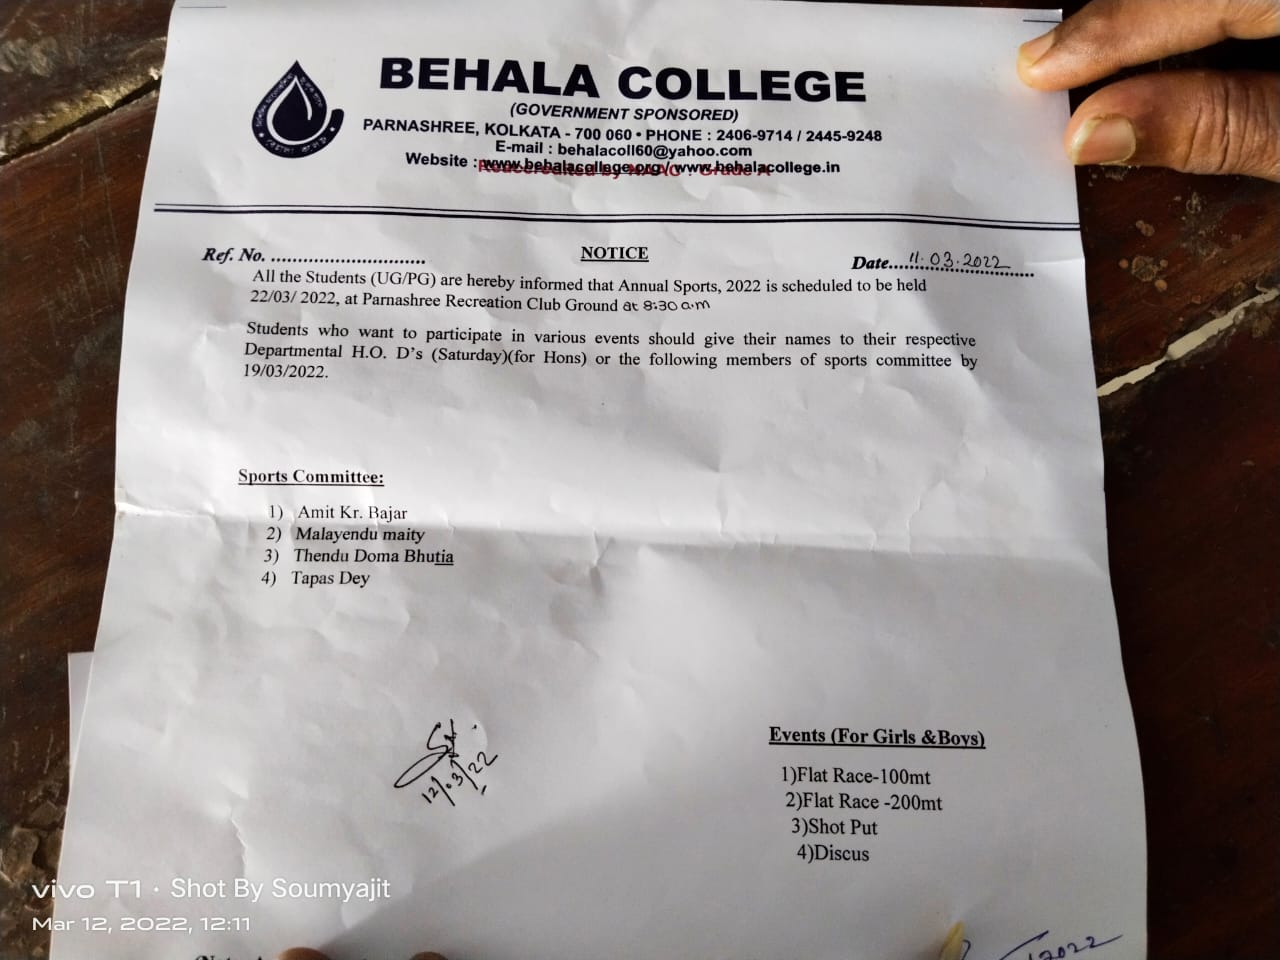 BEHALA COLLEGE
(GOVERNMENT SPONSORED)
PARNASHREE, KOLKATA - 700 060 • PHONE : 2406-9714 / 2445-9248
E-mail : behalacoll60@yahoo.com
Website : www.behalacollege.org/ www.behalacollege.in
Ref. No. ............................
NOTICE
Date.....11.03.2022
All the Students (UG/PG) are hereby informed that Annual Sports, 2022 is scheduled to be held
22/03/ 2022, at Parnashree Recreation Club Ground at 8:30 a.m
Students who want to participate in various events should give their names to their respective
Departmental H.O. D's (Saturday)(for Hons) or the following members of sports committee by
19/03/2022.
Sports Committee:
1) Amit Kr. Bajar
2) Malayendu maity
3) Thendu Doma Bhutia
4) Tapas Dey
12/03/22
Events (For Girls &Boys)
1)Flat Race-100mt
2)Flat Race -200mt
3)Shot Put
4)Discus
vivo T1 · Shot By Soumyajit
Mar 12, 2022, 12:11